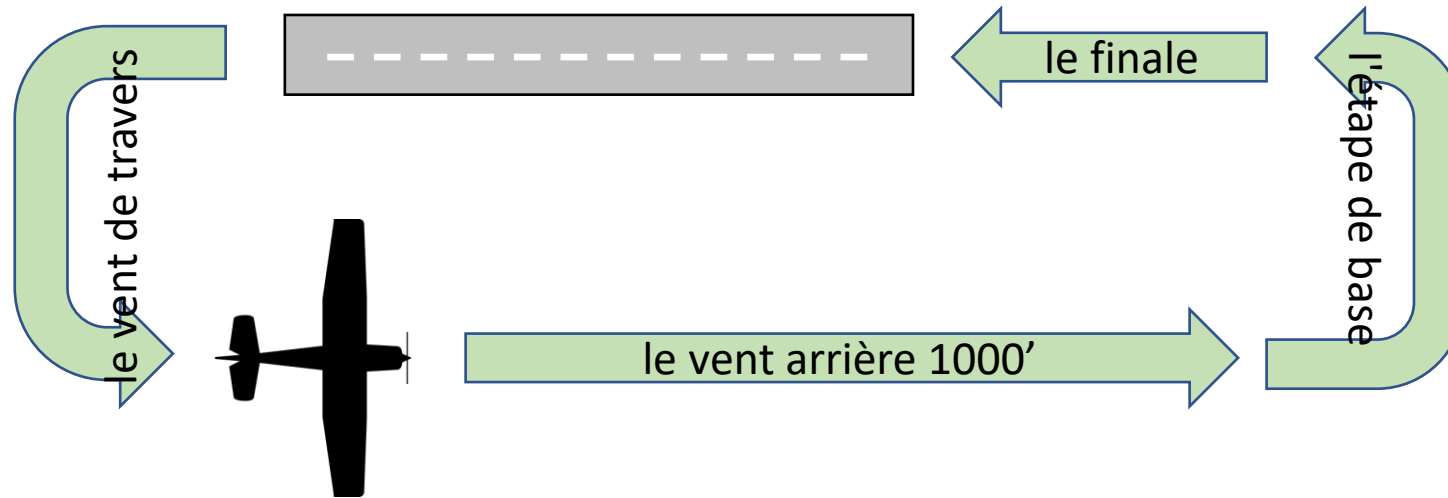 le finale
le vent de travers
l'étape de base
le vent arrière 1000’